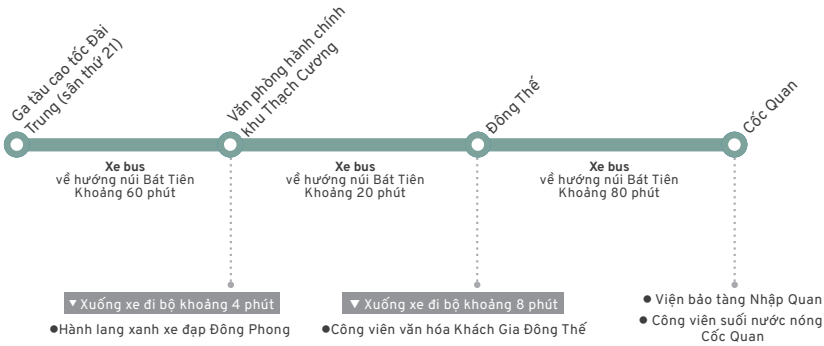 Ga tàu cao tốc Đài
Trung (sân thứ 21)
Văn phòng hành chính
khu Thạch Cương
Đông Thế
Cốc Quan
Xe bus
về hướng núi Bát Tiên
Khoảng 60 phút
Xe bus
về hướng núi Bát Tiên
Khoảng 20 phút
Xe bus
về hướng núi Bát Tiên
Khoảng 80 phút
▼ Xuống xe đi bộ khoảng 4 phút
●Hành lang xanh xe đạp Đông Phong
▼ Xuống xe đi bộ khoảng 8 phút
●Công viên văn hóa Khách Gia Đông Thế
● Viện bảo tàng Nhập Quan
● Công viên suối nước nóng
Cốc Quan